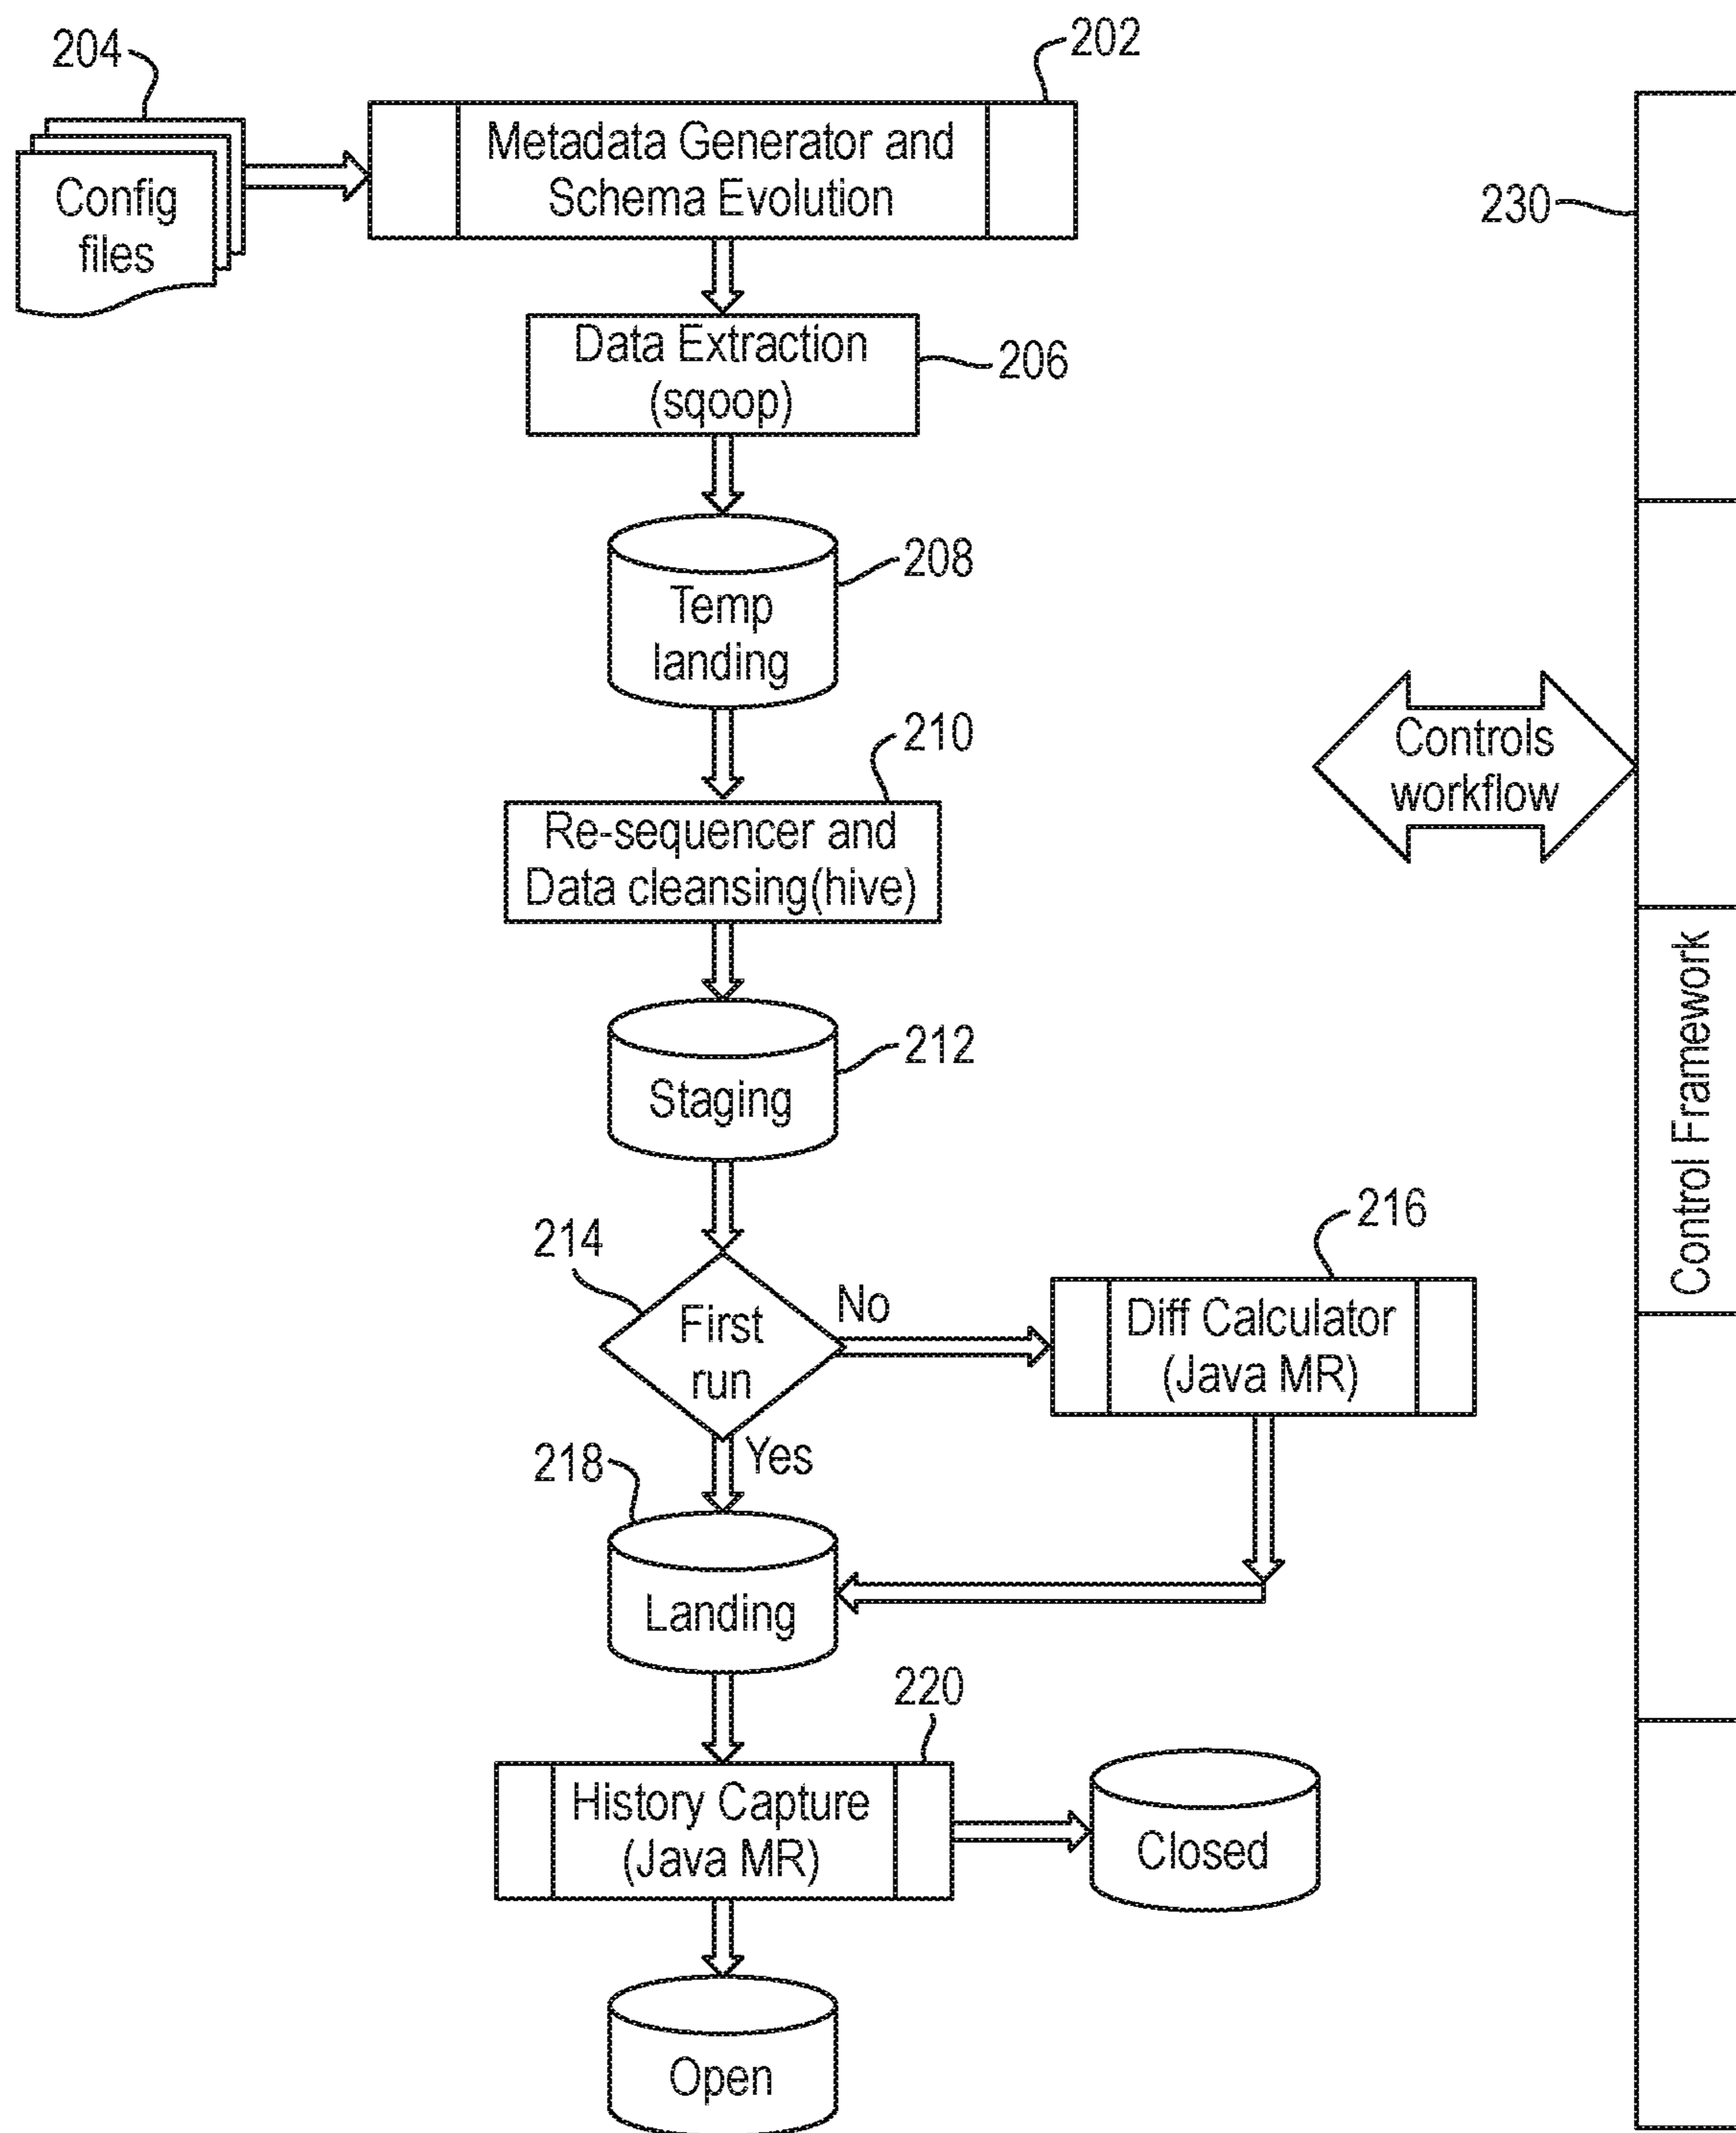 204
202
Config
files
Metadata Generator and
Schema Evolution
230
Data Extraction
(sqoop)
206
208
Temp
landing
210
Controls
workflow
Re-sequencer and
Data cleansing(hive)
Control Framework
212
Staging
214
216
First
run
No
Diff Calculator
(Java MR)
Yes
218
Landing
220
History Capture
(Java MR)
Closed
Open